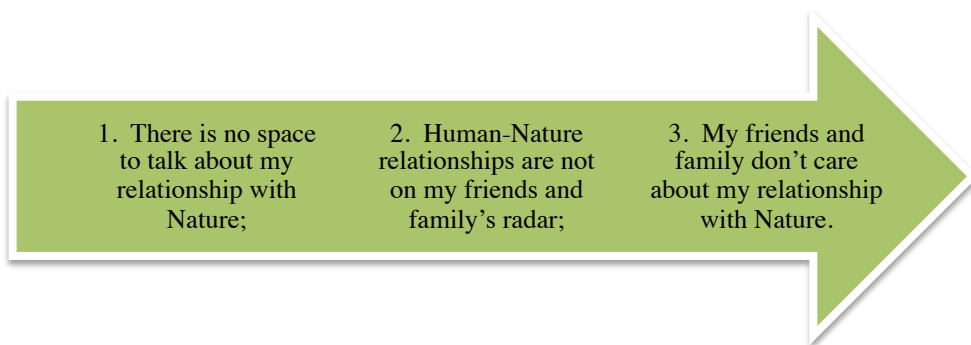 1. There is no space
to talk about my
relationship with
Nature;
2. Human-Nature
relationships are not
on my friends and
family’s radar;
3. My friends and
family don’t care
about my relationship
with Nature.